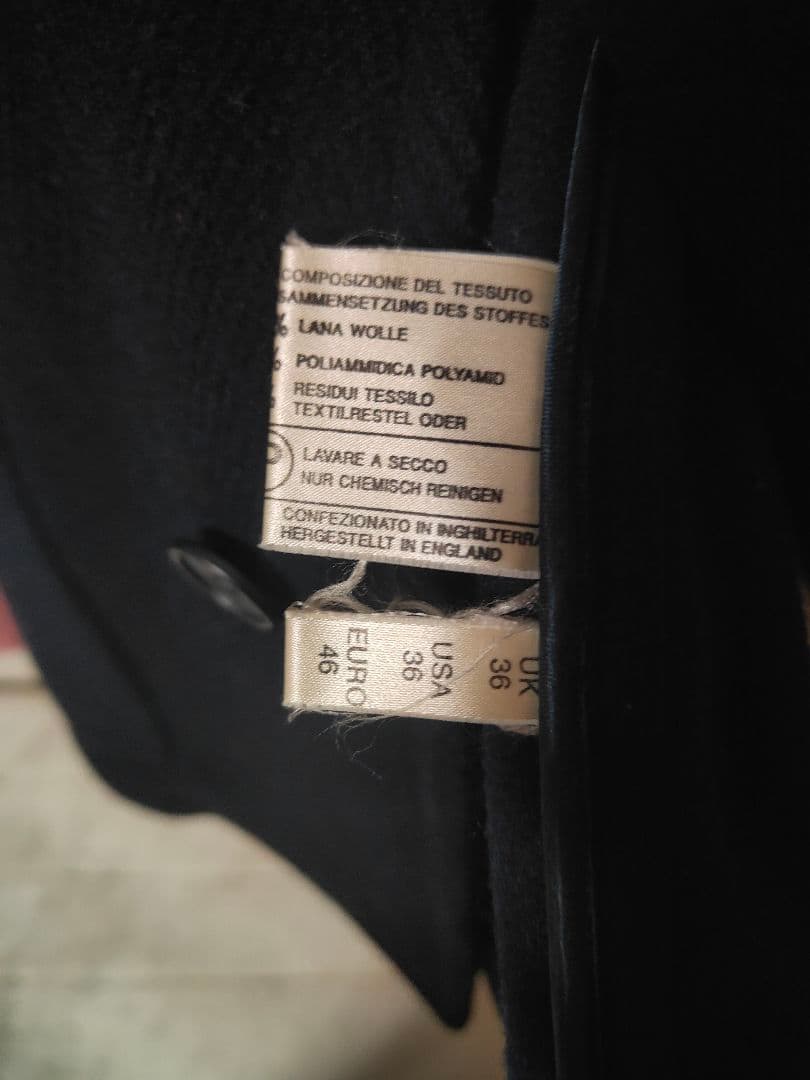 COMPOSIZIONE DEL TESSUTO
SAMMENSETZUNG DES STOFFES
% LANA WOLLE
% POLIAMMIDICA POLYAMID
RESIDUI TESSILO
TEXTILRESTEL ODER
LAVARE A SECCO
NUR CHEMISCH REINIGEN
CONFEZIONATO IN INGHILTERRA
HERGESTELLT IN ENGLAND
UK
36
USA
36
EURO
46